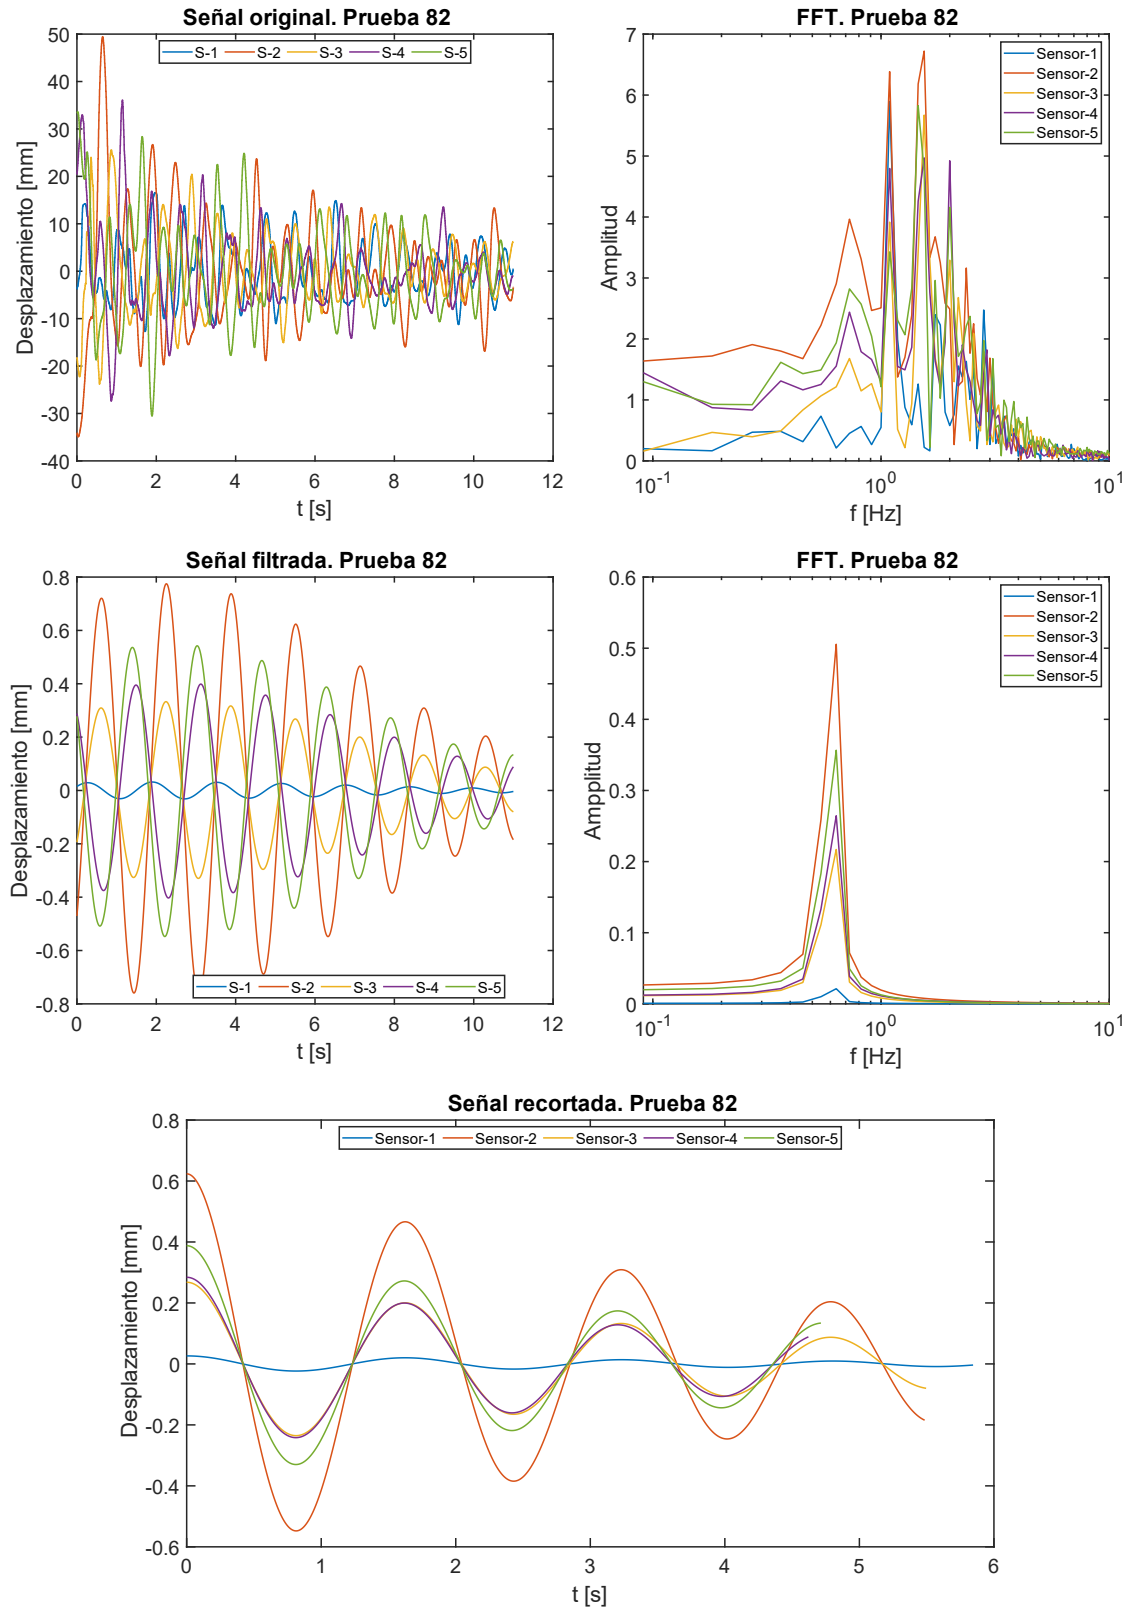 Señal original. Prueba 82
S-1 S-2 S-3 S-4 S-5
50
40
30
20
10
0
-10
-20
-30
-40
0 2 4 6 8 10 12
Desplazamiento [mm]
t [s]
FFT. Prueba 82
Sensor-1
Sensor-2
Sensor-3
Sensor-4
Sensor-5
7
6
5
4
3
2
1
0
10-1 100 101
Amplitud
f [Hz]
Señal filtrada. Prueba 82
0.8
0.6
0.4
0.2
0
-0.2
-0.4
-0.6
-0.8
S-1 S-2 S-3 S-4 S-5
0 2 4 6 8 10 12
Desplazamiento [mm]
t [s]
FFT. Prueba 82
Sensor-1
Sensor-2
Sensor-3
Sensor-4
Sensor-5
0.6
0.5
0.4
0.3
0.2
0.1
0
10-1 100 101
Ampplitud
f [Hz]
Señal recortada. Prueba 82
Sensor-1 Sensor-2 Sensor-3 Sensor-4 Sensor-5
0.8
0.6
0.4
0.2
0
-0.2
-0.4
-0.6
0 1 2 3 4 5 6
Desplazamiento [mm]
t [s]